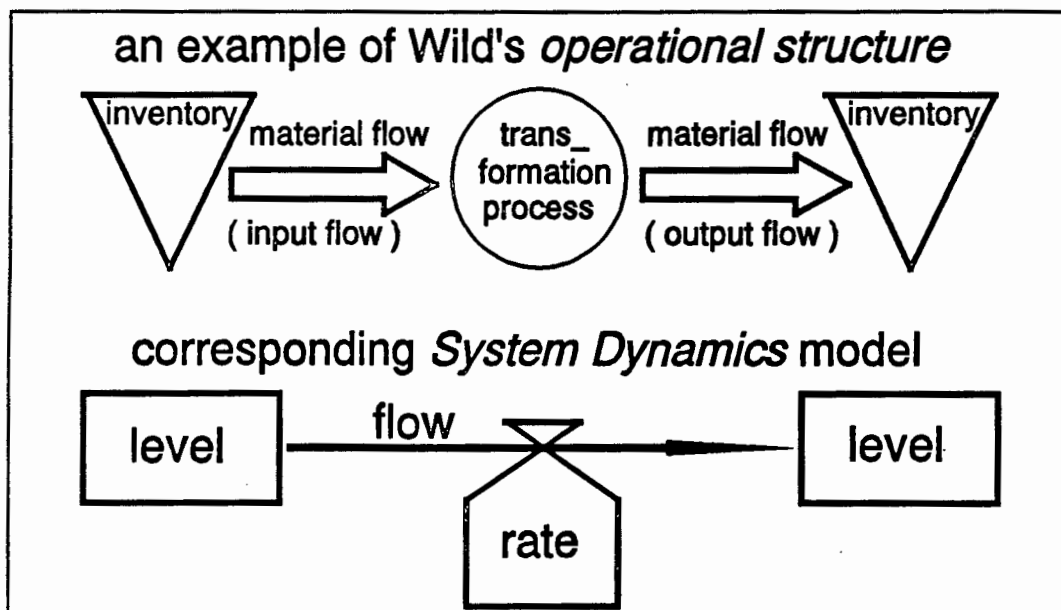 an example of Wild's operational structure
inventory
material flow
( input flow )
trans_
formation
process
material flow
( output flow )
inventory
corresponding System Dynamics model
level
flow
rate
level